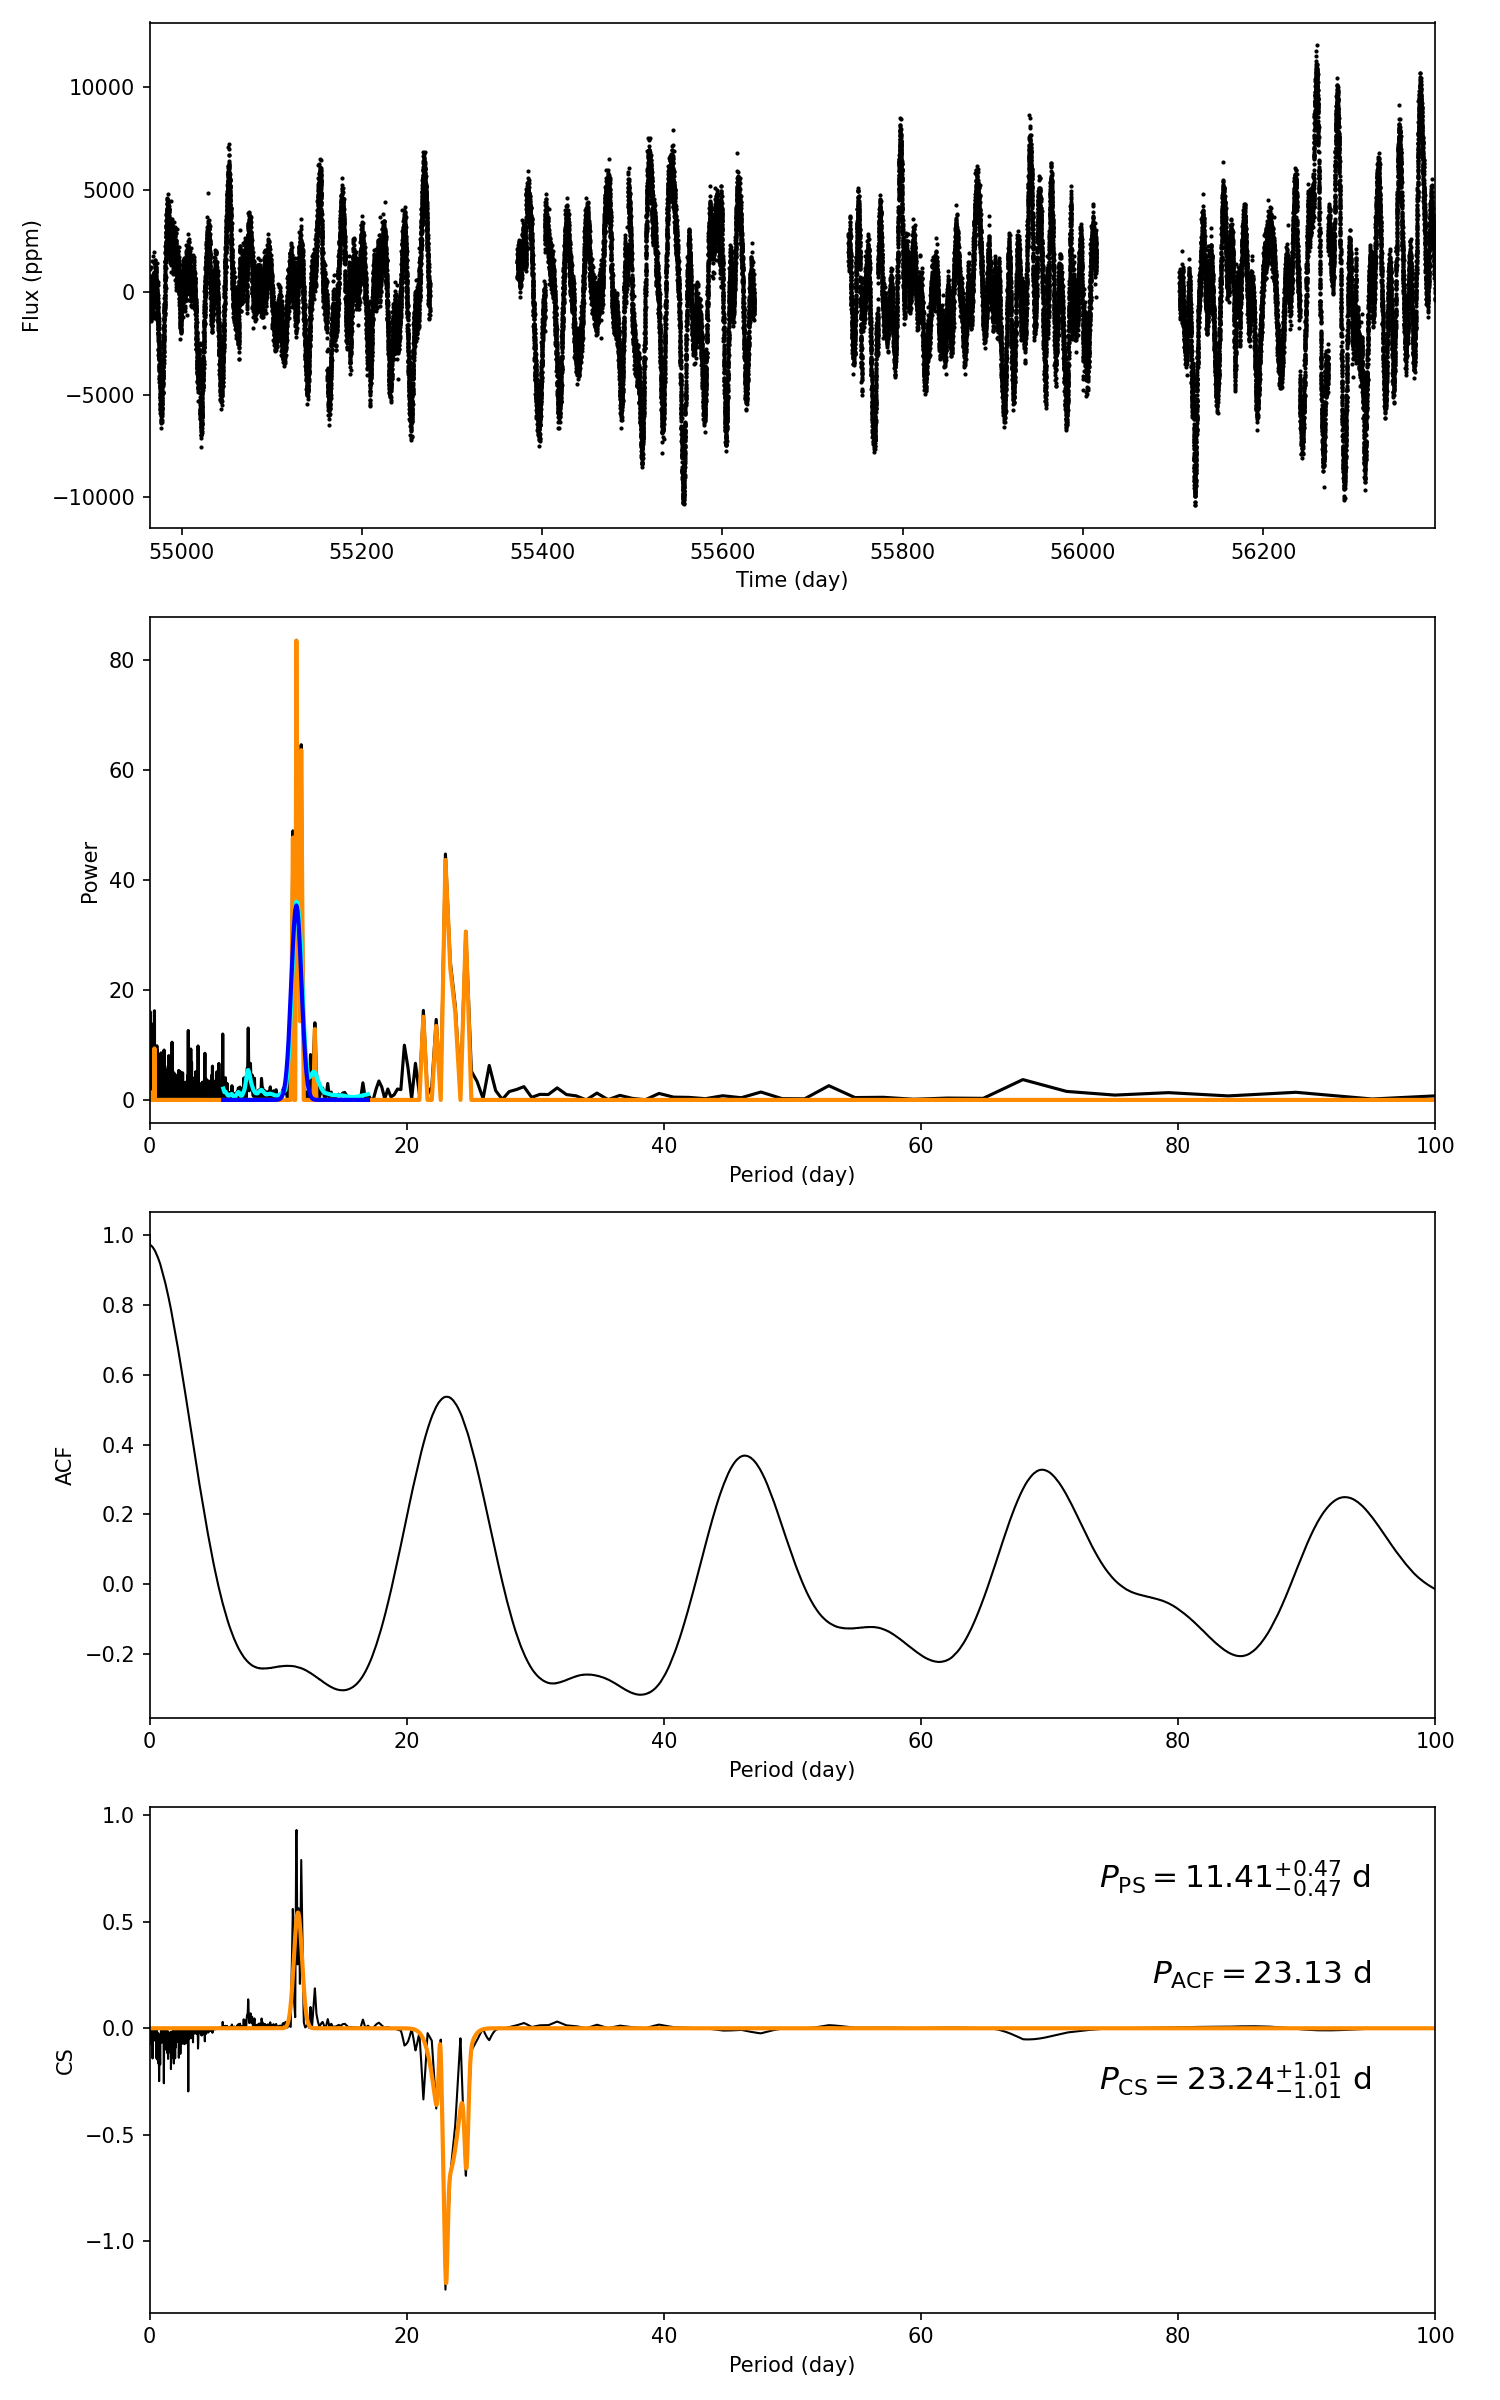 10000
5000
0
−5000
−10000
Flux (ppm)
55000 55200 55400 55600 55800 56000 56200
Time (day)
80
60
40
20
0
Power
0 20 40 60 80 100
Period (day)
1.0
0.8
0.6
0.4
0.2
0.0
−0.2
ACF
0 20 40 60 80 100
Period (day)
1.0
0.5
0.0
−0.5
−1.0
CS
P_PS = 11.41^{+0.47}_{−0.47} d
P_ACF = 23.13 d
P_CS = 23.24^{+1.01}_{−1.01} d
0 20 40 60 80 100
Period (day)